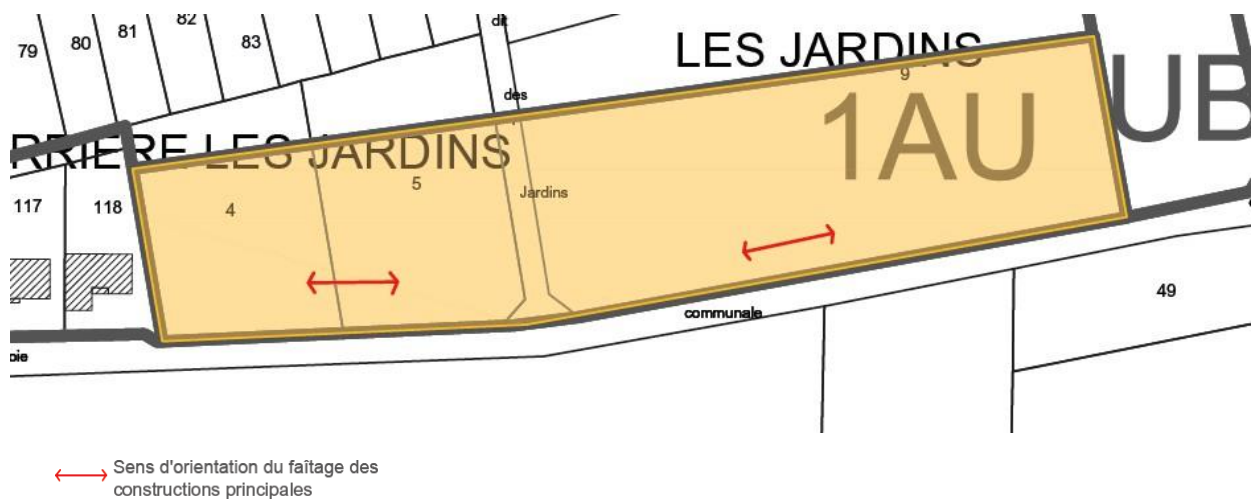 79
80
81
82
83
dit
LES JARDINS
9
des
1AU
UB
RRIERE LES JARDINS
5
Jardins
4
117
118
49
communale
oie
Sens d'orientation du faîtage des
constructions principales